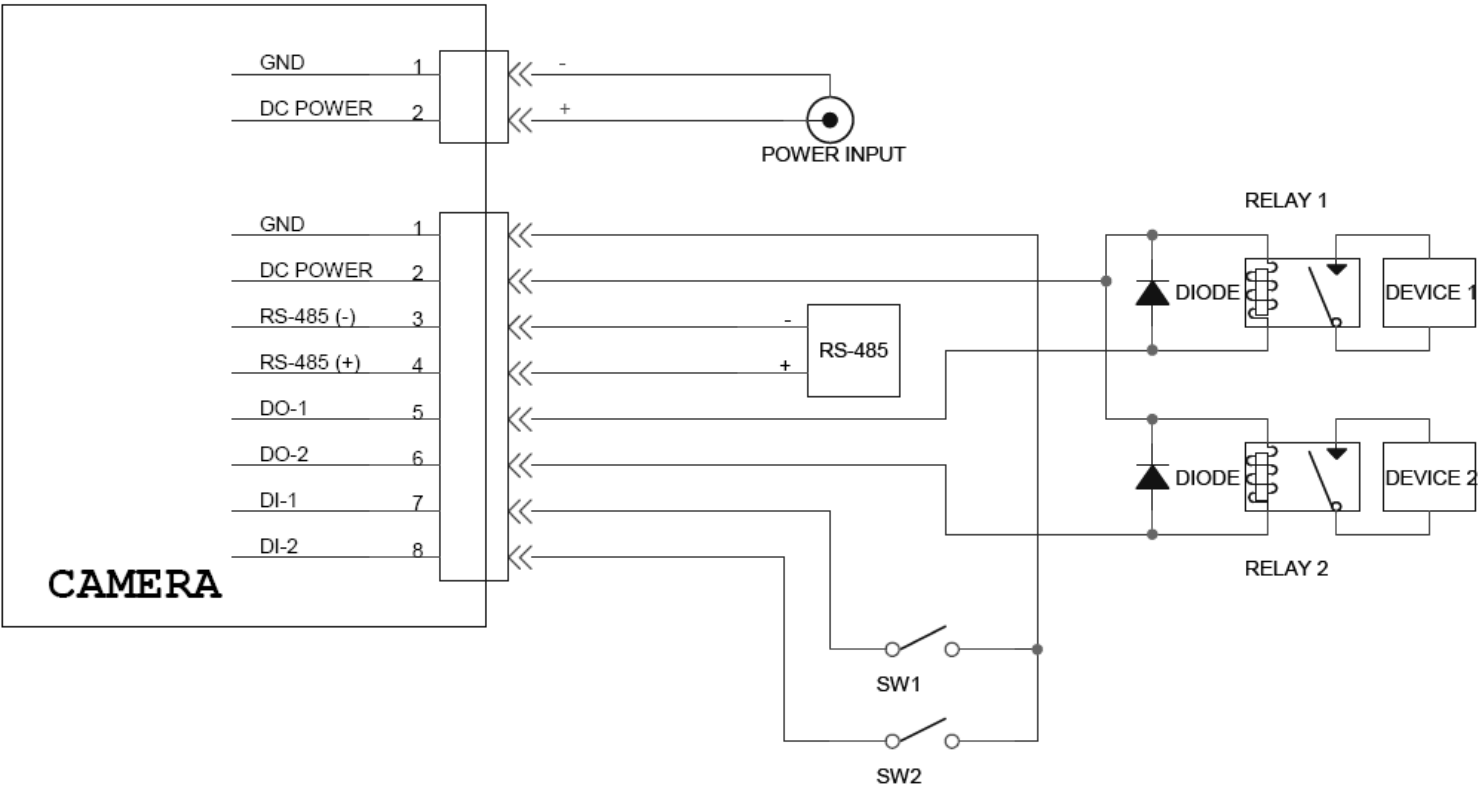 GND 1 -
DC POWER 2 +
POWER INPUT
RELAY 1
GND 1
DC POWER 2
DIODE
DEVICE 1
RS-485 (-) 3 -
RS-485
RS-485 (+) 4 +
DO-1 5
DO-2 6
DIODE
DEVICE 2
DI-1 7
DI-2 8
RELAY 2
CAMERA
SW1
SW2